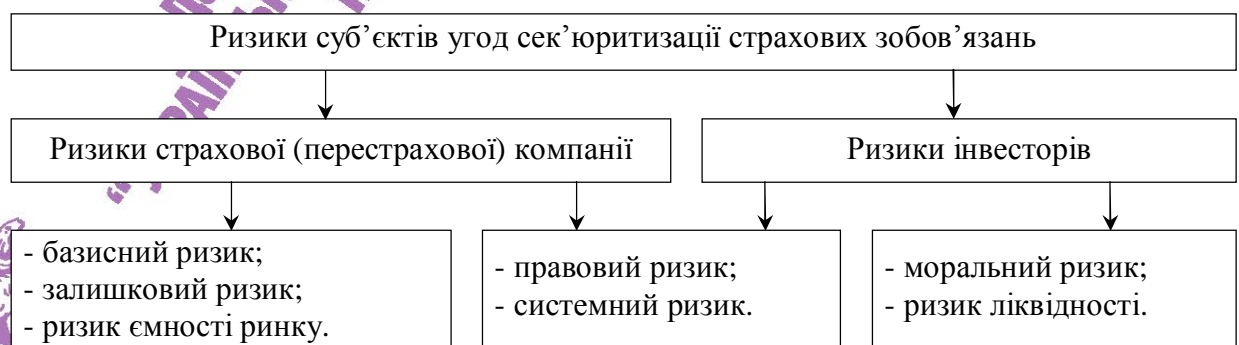 Ризики суб’єктів угод сек’юритизації страхових зобов’язань
Ризики страхової (перестрахової) компанії
Ризики інвесторів
- базисний ризик;
- залишковий ризик;
- ризик ємності ринку.
- правовий ризик;
- системний ризик.
- моральний ризик;
- ризик ліквідності.